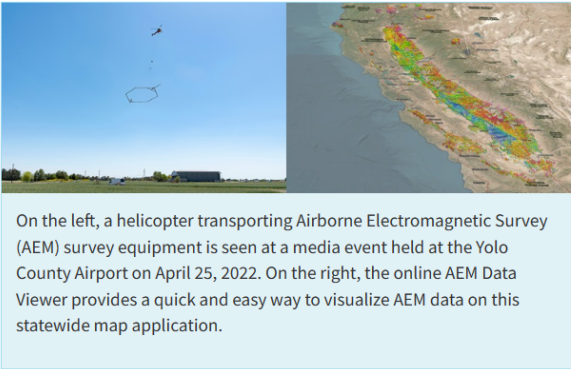 On the left, a helicopter transporting Airborne Electromagnetic Survey
(AEM) survey equipment is seen at a media event held at the Yolo
County Airport on April 25, 2022. On the right, the online AEM Data
Viewer provides a quick and easy way to visualize AEM data on this
statewide map application.